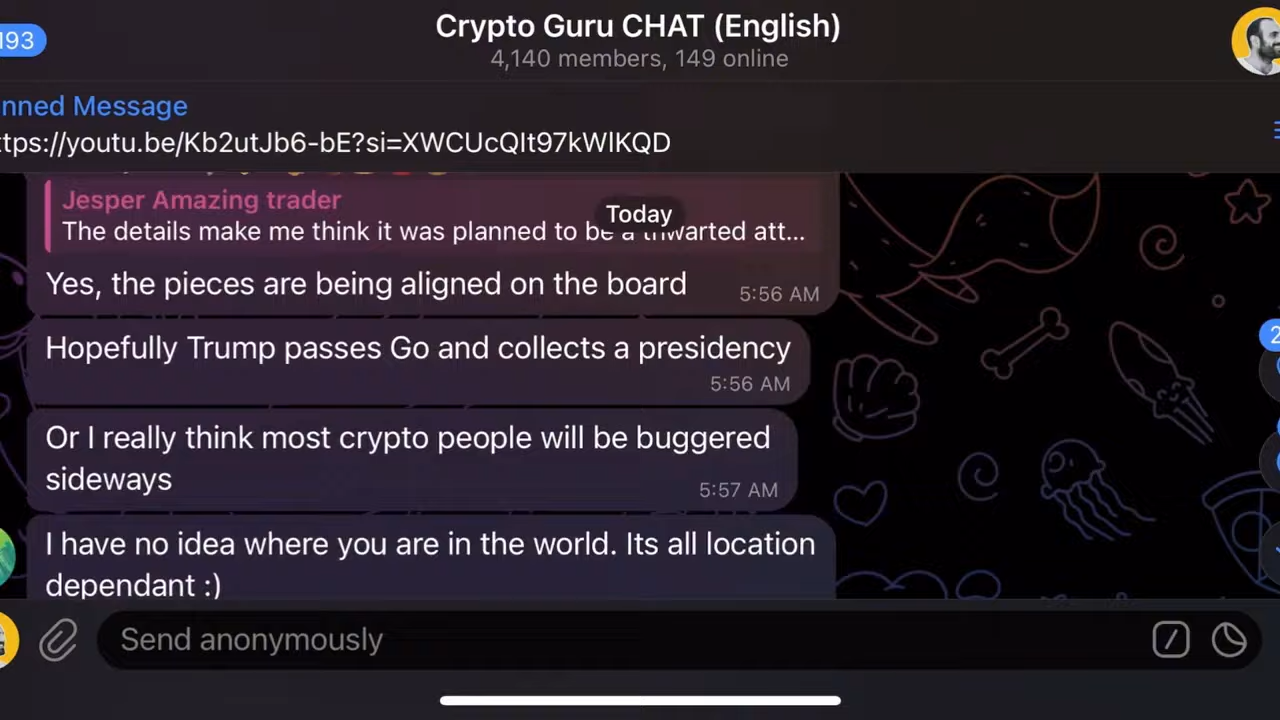 193
Crypto Guru CHAT (English)
4,140 members, 149 online
nned Message
ttps://youtu.be/Kb2utJb6-bE?si=XWCUcQIt97kWlKQD
Jesper Amazing trader
Today
The details make me think it was planned to be a thwarted att...
Yes, the pieces are being aligned on the board
5:56 AM
Hopefully Trump passes Go and collects a presidency
5:56 AM
Or I really think most crypto people will be buggered
sideways
5:57 AM
I have no idea where you are in the world. Its all location
dependant :)
Send anonymously
2